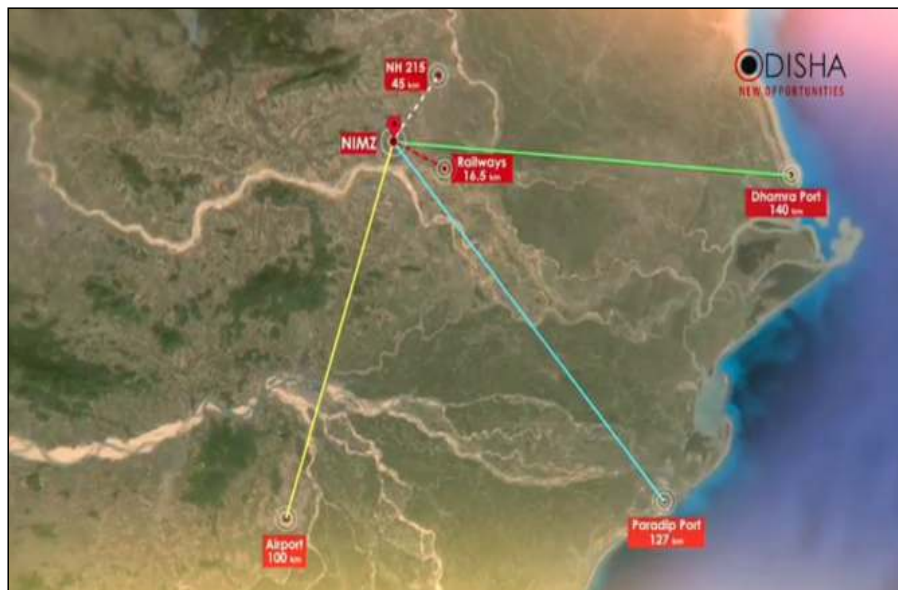 ODISHA
NEW OPPORTUNITIES
NH 215
45 km
NIMZ
Railways
16.5 km
Dhamra Port
140 km
Paradip Port
127 km
Airport
100 km